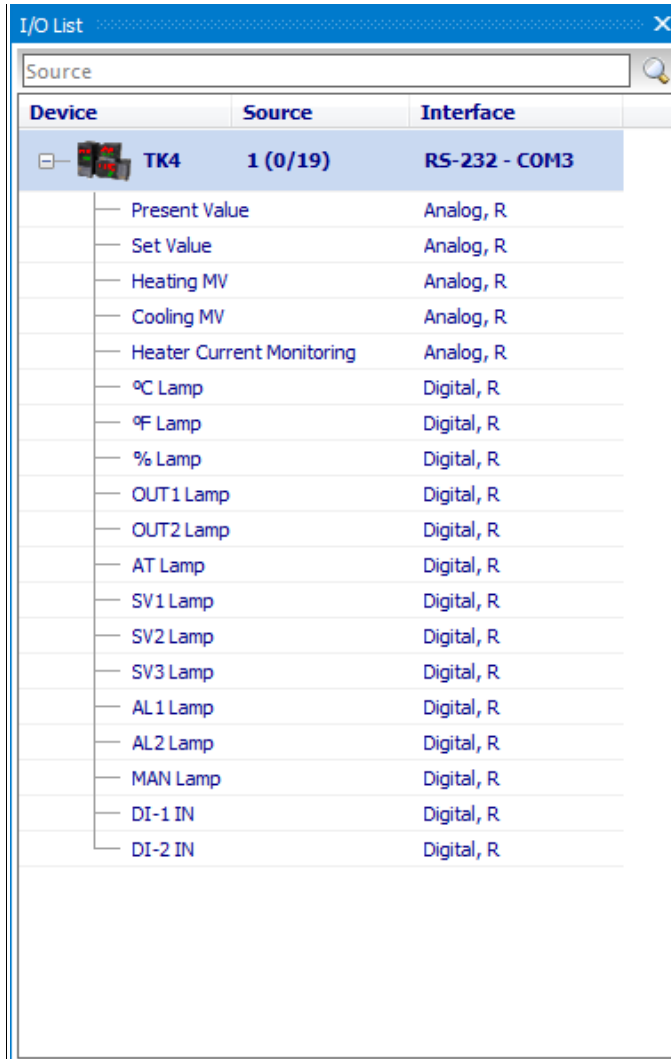 I/O List
Source
Device Source Interface
TK4 1 (0/19) RS-232 - COM3
Present Value Analog, R
Set Value Analog, R
Heating MV Analog, R
Cooling MV Analog, R
Heater Current Monitoring Analog, R
ºC Lamp Digital, R
ºF Lamp Digital, R
% Lamp Digital, R
OUT1 Lamp Digital, R
OUT2 Lamp Digital, R
AT Lamp Digital, R
SV1 Lamp Digital, R
SV2 Lamp Digital, R
SV3 Lamp Digital, R
AL1 Lamp Digital, R
AL2 Lamp Digital, R
MAN Lamp Digital, R
DI-1 IN Digital, R
DI-2 IN Digital, R